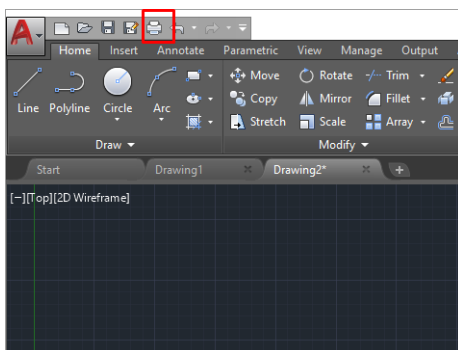 A
Home Insert Annotate Parametric View Manage Output
Move Rotate Trim
Copy Mirror Fillet
Line Polyline Circle Arc
Stretch Scale Array
Draw Modify
Start Drawing1 Drawing2* +
[−][Top][2D Wireframe]